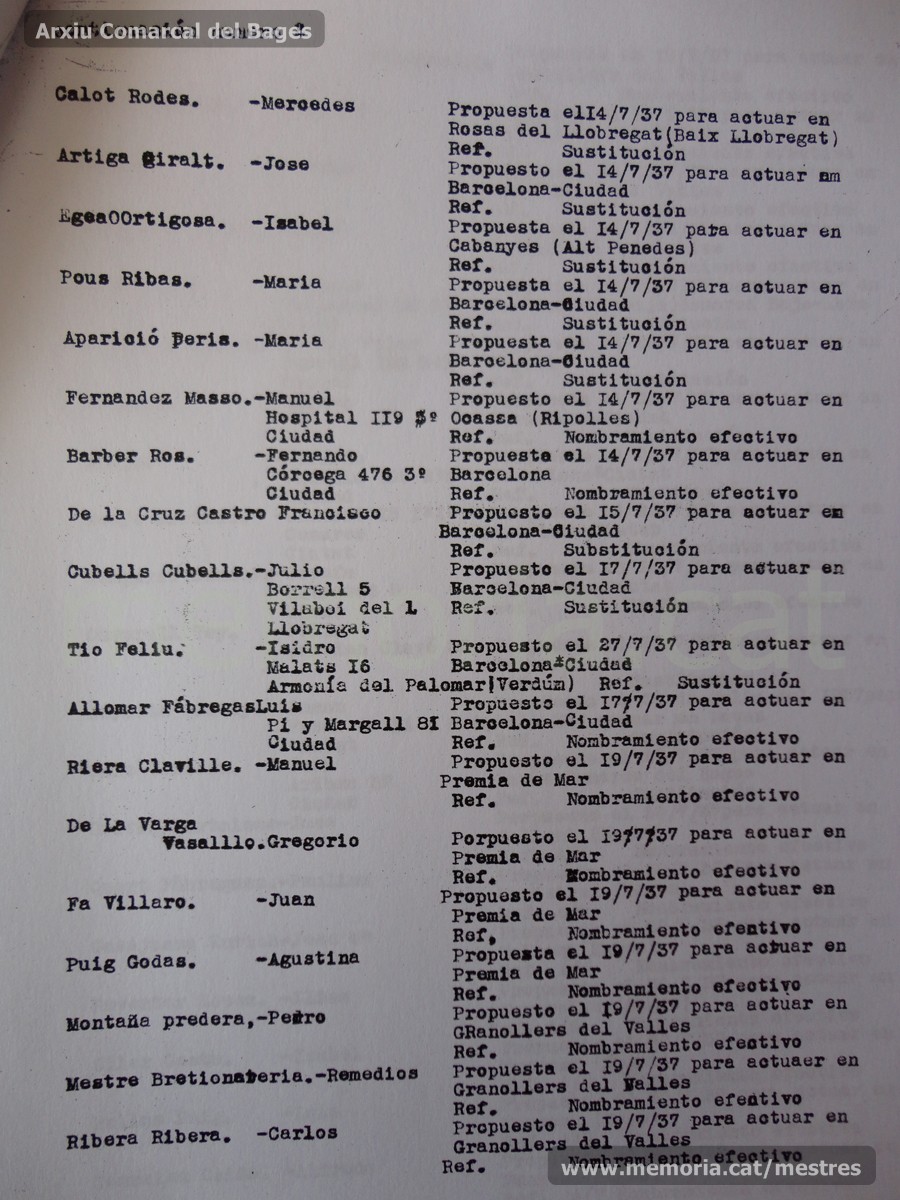 Arxiu Comarcal del Bages
Calot Rodes. -Mercedes Propuesta elI4/7/37 para actuar en
Rosas del Llobregat(Baix Llobregat)
Ref. Sustitución
Artiga Giralt. -Jose Propuesto el I4/7/37 para actuar em
Barcelona-Ciudad
Ref. Sustitución
EgeaOOrtigosa. -Isabel Propuesta el I4/7/37 para actuar en
Cabanyes (Alt Penedes)
Ref. Sustitución
Pous Ribas. -Maria Propuesta el I4/7/37 para actuar en
Barcelona-Ciudad
Ref. Sustitución
Aparició Peris. -Maria Propuesta el I4/7/37 para actuar en
Barcelona-Ciudad
Ref. Sustitución
Fernandez Masso.-Manuel Propuesto el I4/7/37 para actuar en
Hospital II9 5º Ocassa (Ripolles)
Ciudad Ref. Nombramiento efectivo
Barber Ros. -Fernando Propuesta el I4/7/37 para actuar en
Córcega 476 3º Barcelona
Ciudad Ref. Nombramiento efectivo
De la Cruz Castro Francisco Propuesto el I5/7/37 para actuar en
Barcelona-Ciudad
Ref. Substitución
Cubells Cubells.-Julio Propuesto el I7/7/37 para actuar en
Borrell 5 Barcelona-Ciudad
Vilaboi del L Ref. Sustitución
Llobregat
Tio Feliu. -Isidro Propuesto el 27/7/37 para actuar en
Malats I6 Barcelona-Ciudad
Armonía del Palomar(Verdúm) Ref. Sustitución
Allomar FábregasLuis Propuesto el I7/7/37 para actuar en
Pi y Margall 8I Barcelona-Ciudad
Ciudad Ref. Nombramiento efectivo
Riera Claville. -Manuel Propuesto el I9/7/37 para actuar en
Premia de Mar
Ref. Nombramiento efectivo
De La Varga
Vasalllo.Gregorio Porpuesto el I9/7/37 para actuar en
Premia de Mar
Ref. Nombramiento efectivo
Fa Villaro. -Juan Propuesto el I9/7/37 para actuar en
Premia de Mar
Ref, Nombramiento efectivo
Puig Godas. -Agustina Propuesta el I9/7/37 para actuar en
Premia de Mar
Ref. Nombramiento efectivo
Montaña predera,-Pedro Propuesto el I9/7/37 para actuar en
GRanollers del Valles
Ref. Nombramiento efectivo
Mestre -Remedios Propuesta el I9/7/37 para actuaer en
Granollers del Valles
Ref. Nombramiento efectivo
Ribera Ribera. -Carlos Propuesto el I9/7/37 para actuar en
Granollers del Valles
Ref. Nombramiento efectivo
www.memoria.cat/mestres